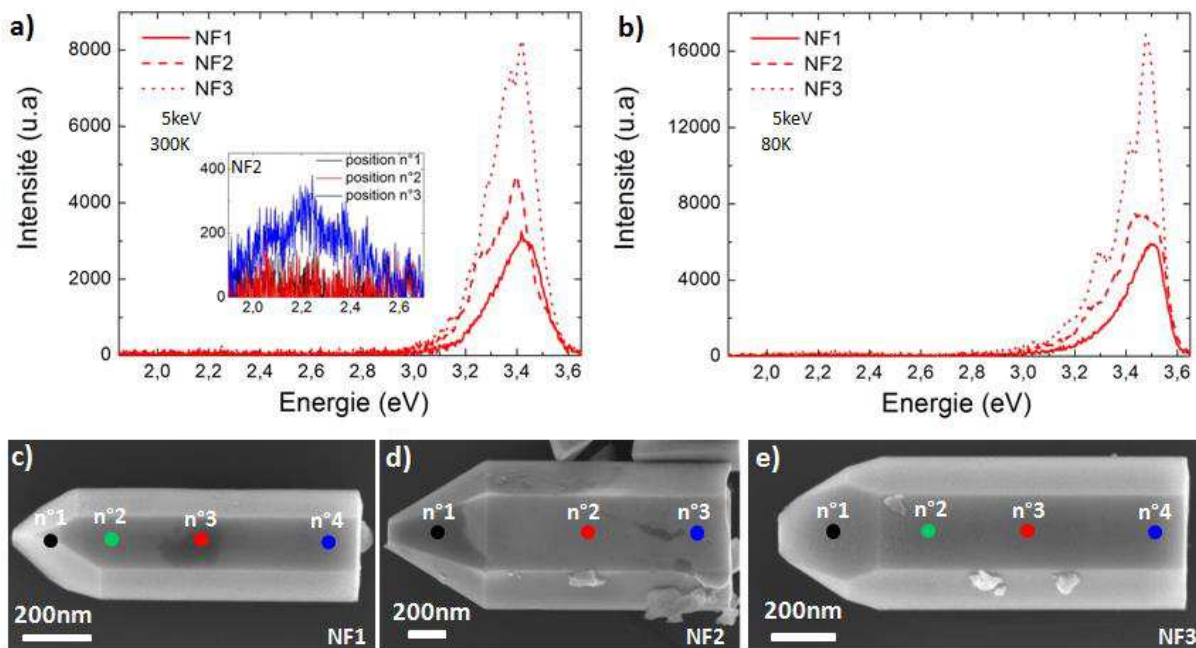 a)
8000
6000
4000
2000
0
Intensité (u.a)
NF1
NF2
NF3
5keV
300K
NF2
position n°1
position n°2
position n°3
400
200
0
2,0 2,2 2,4 2,6
2,0 2,2 2,4 2,6 2,8 3,0 3,2 3,4 3,6
Energie (eV)
b)
16000
12000
8000
4000
0
Intensité (u.a)
NF1
NF2
NF3
5keV
80K
2,0 2,2 2,4 2,6 2,8 3,0 3,2 3,4 3,6
Energie (eV)
c)
n°1 n°2 n°3 n°4
200nm
NF1
d)
n°1 n°2 n°3
200nm
NF2
e)
n°1 n°2 n°3 n°4
200nm
NF3